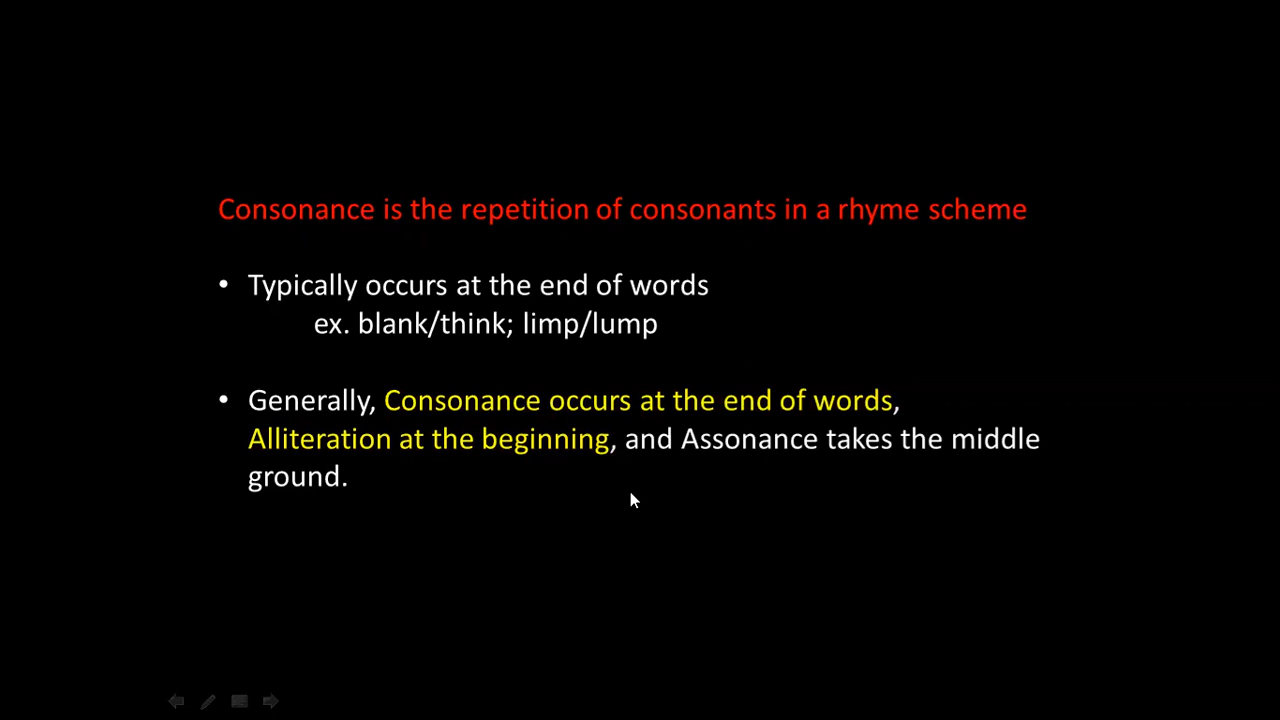 Consonance is the repetition of consonants in a rhyme scheme
• Typically occurs at the end of words
ex. blank/think; limp/lump
• Generally, Consonance occurs at the end of words,
Alliteration at the beginning, and Assonance takes the middle
ground.